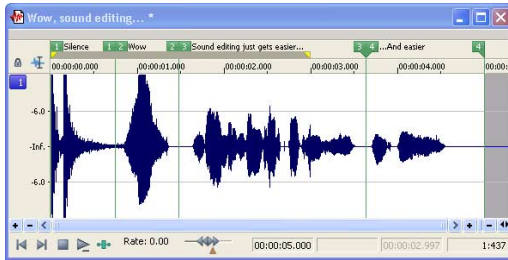 Wow, sound editing... *
1 Silence 1 2 Wow 2 3 Sound editing just gets easier... 3 4 ...And easier 4
00:00:00.000 00:00:01.000 00:00:02.000 00:00:03.000 00:00:04.000 00:00:
1
-6.0
-Inf.
-6.0
Rate: 0.00 00:00:05.000 00:00:02.997 1:437